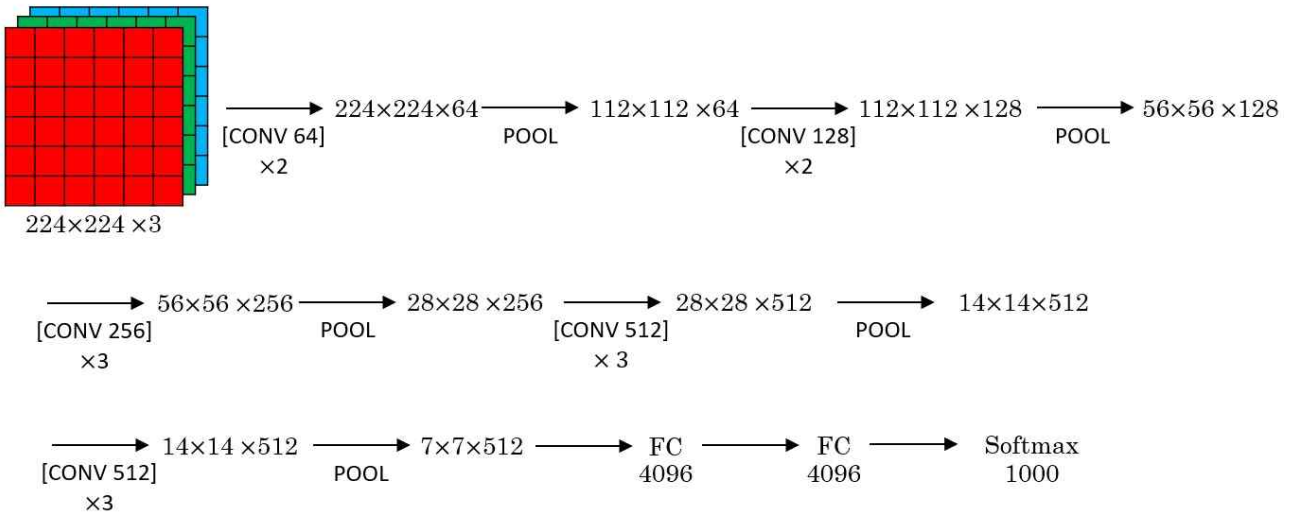 224×224×64 112×112 ×64 112×112 ×128 56×56 ×128
[CONV 64] POOL [CONV 128] POOL
×2 ×2
224×224 ×3
56×56 ×256 28×28 ×256 28×28 ×512 14×14×512
[CONV 256] POOL [CONV 512] POOL
×3 × 3
14×14 ×512 7×7×512 FC FC Softmax
[CONV 512] POOL 4096 4096 1000
×3